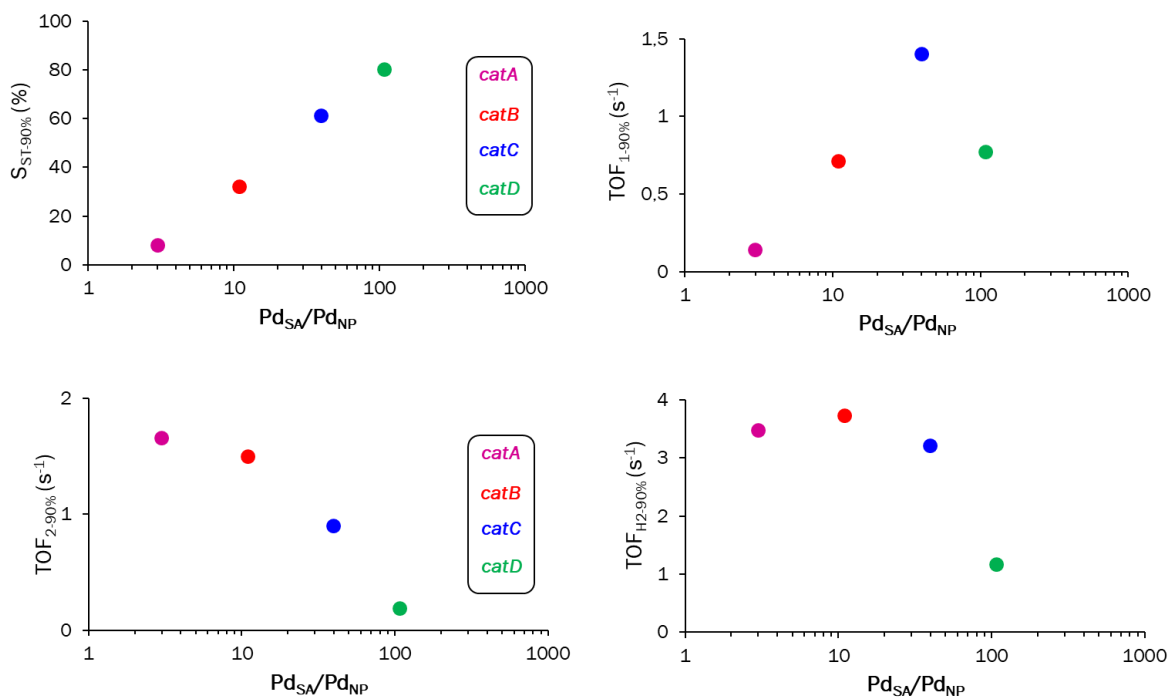 S_ST-90% (%)
80
60
40
20
0
1
10
100
1000
Pd_SA/Pd_NP
catA
catB
catC
catD
TOF_1-90% (s^-1)
1,5
1
0,5
0
1
10
100
1000
Pd_SA/Pd_NP
TOF_2-90% (s^-1)
2
1
0
1
10
100
1000
Pd_SA/Pd_NP
catA
catB
catC
catD
TOF_H2-90% (s^-1)
4
3
2
1
0
1
10
100
1000
Pd_SA/Pd_NP